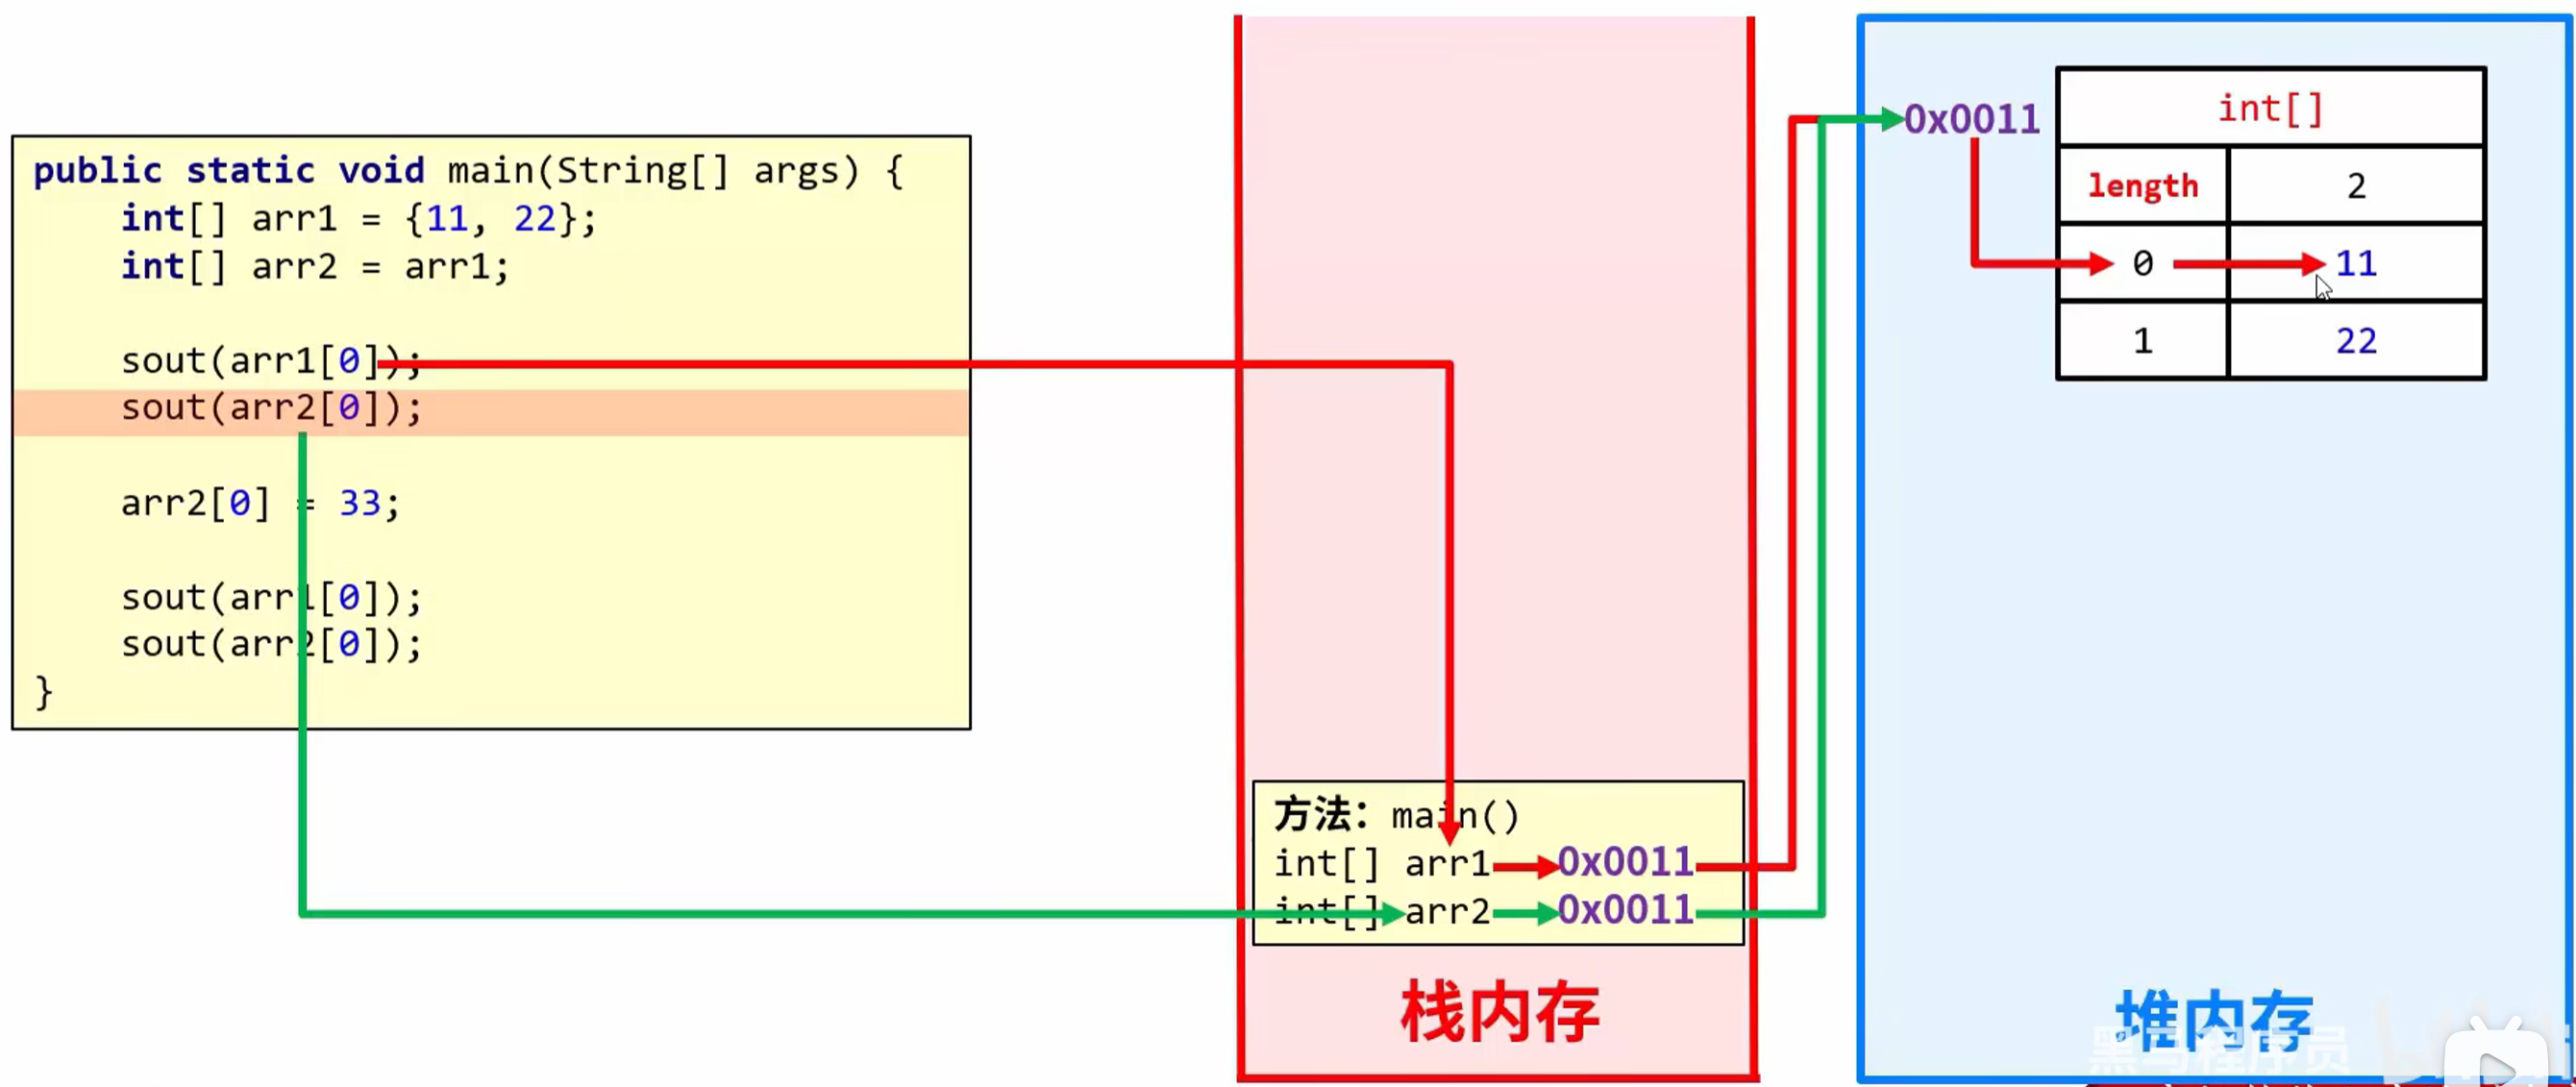 public static void main(String[] args) {
int[] arr1 = {11, 22};
int[] arr2 = arr1;
sout(arr1[0]);
sout(arr2[0]);
arr2[0] = 33;
sout(arr1[0]);
sout(arr2[0]);
}
方法：main()
int[] arr1 0x0011
int[] arr2 0x0011
栈内存
0x0011
int[]
length 2
0 11
1 22
堆内存
黑马程序员